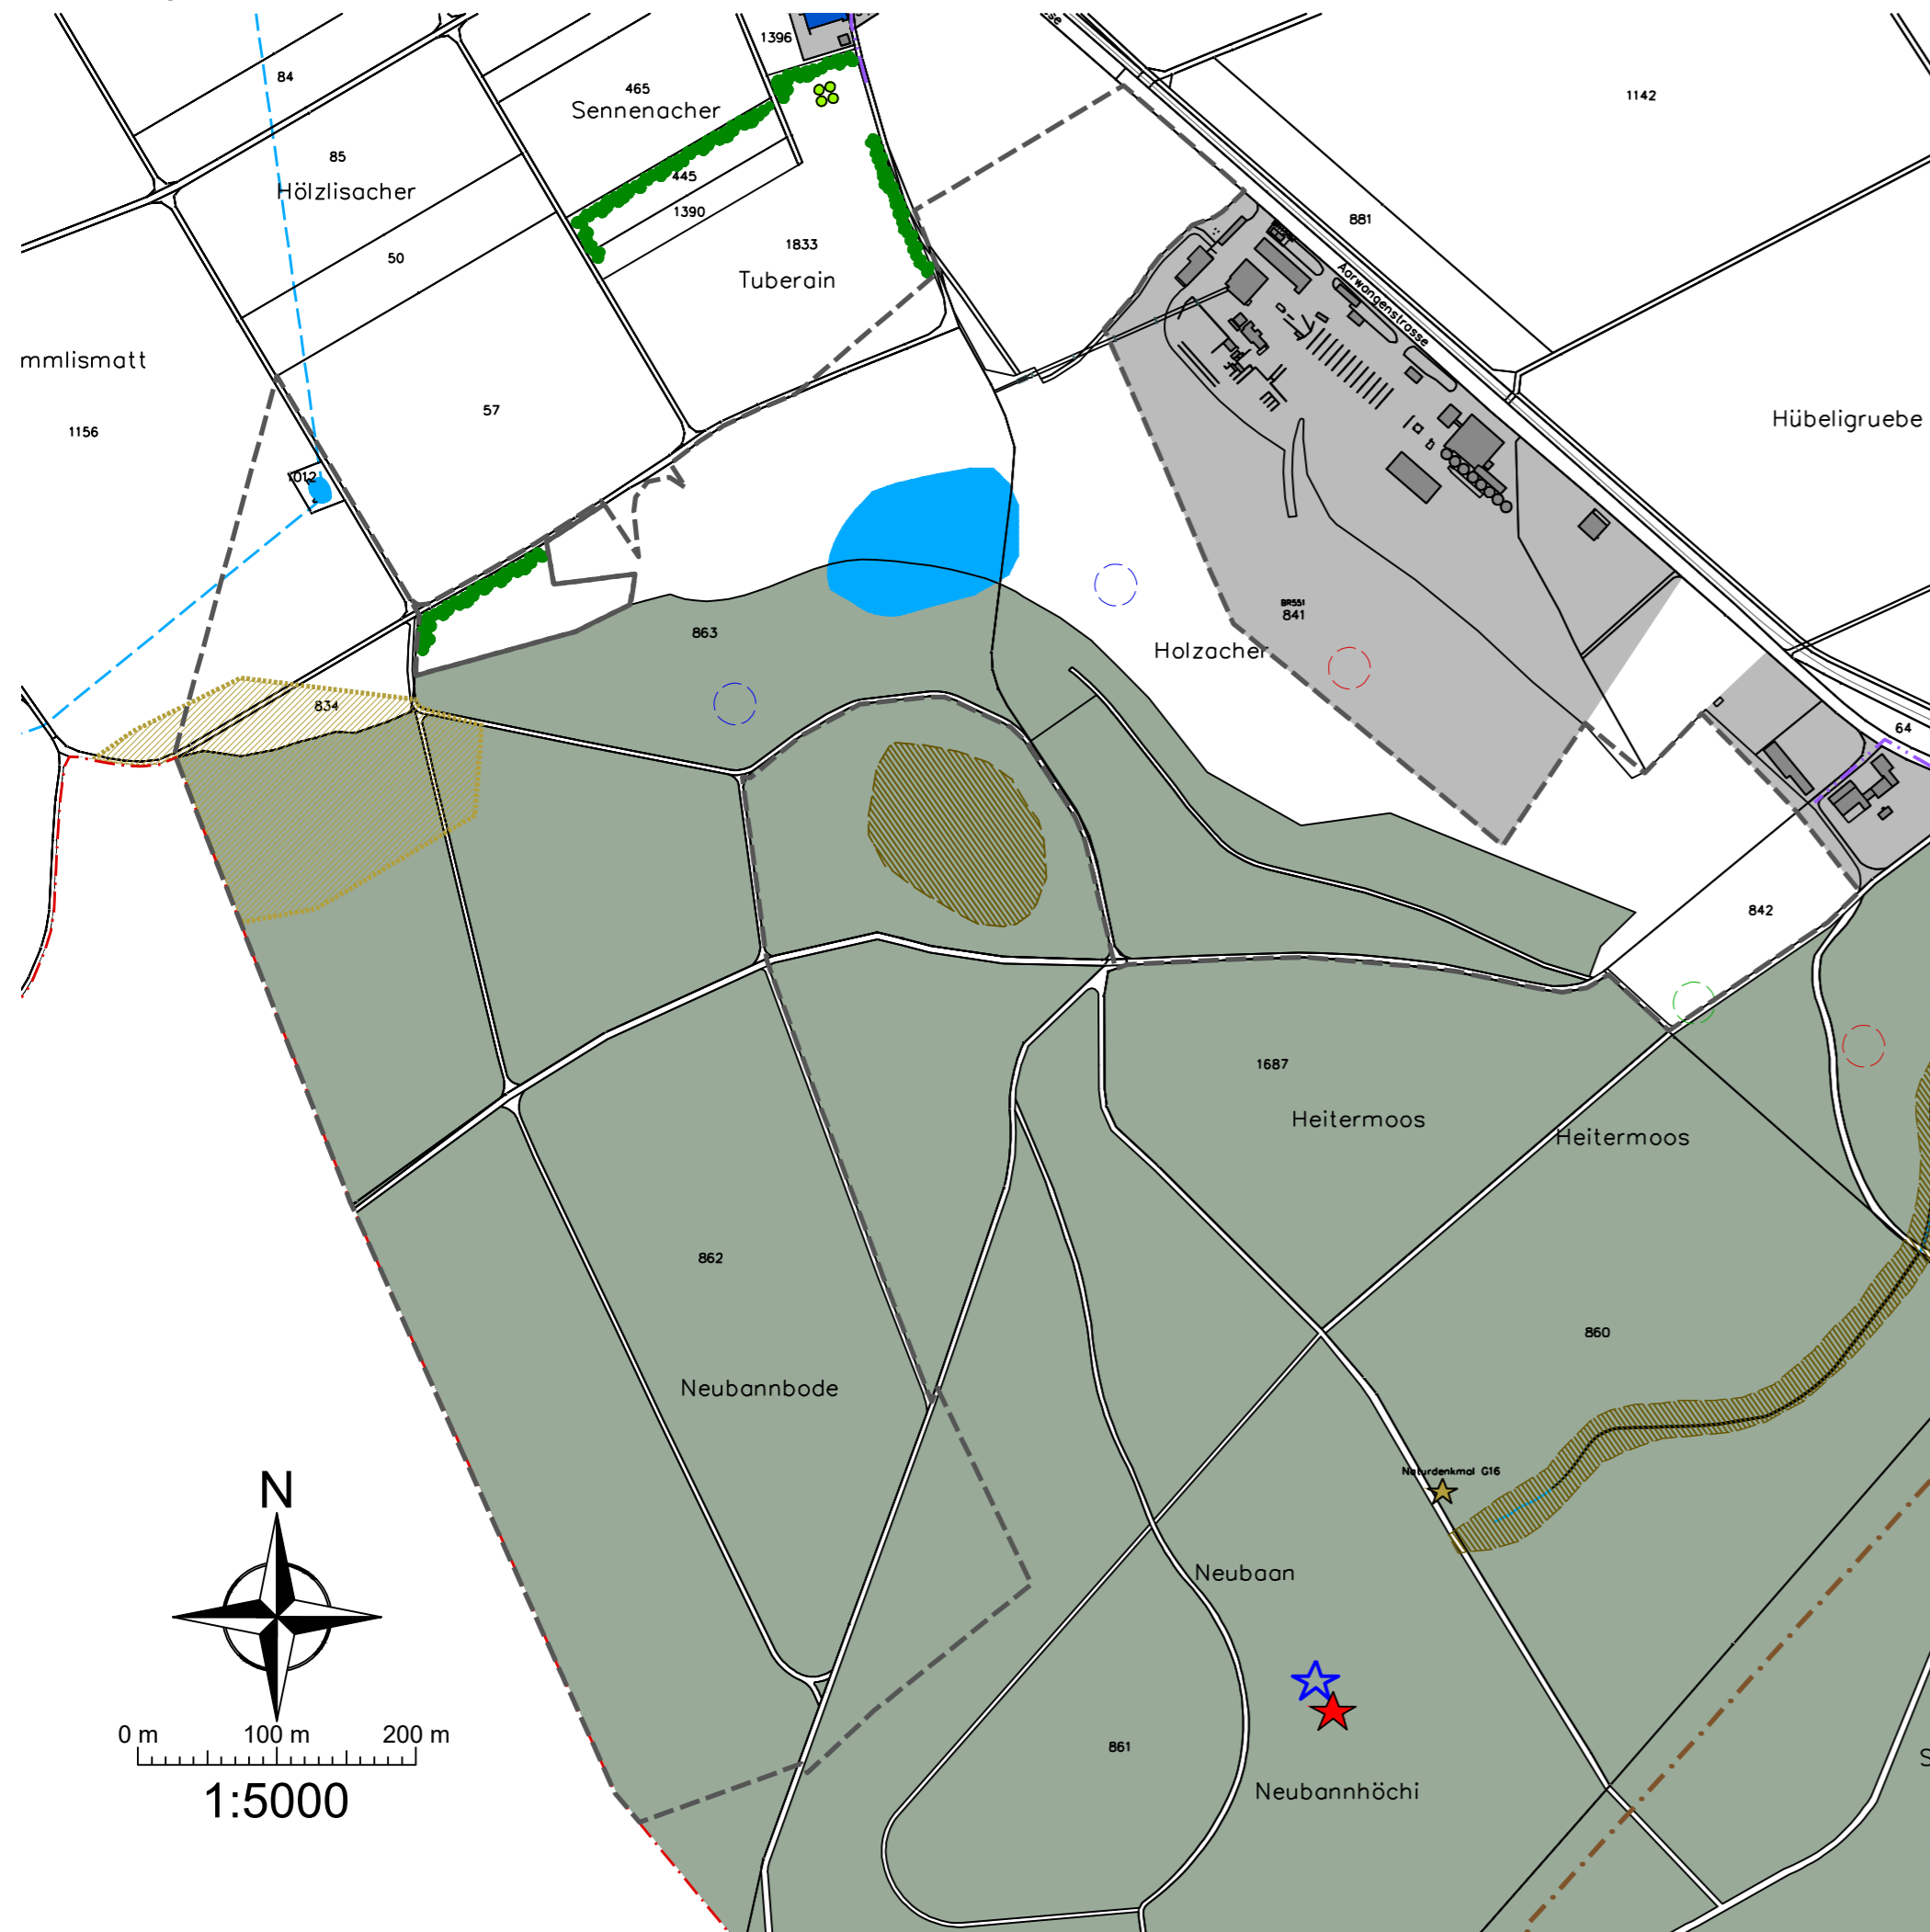 1396
84
465
Sennenacher
1142
85
Hölzlisacher
445
1390
881
50
1833
Tuberain
Aarwangenstrasse
mmlismatt
57
1156
Hübeligruebe
1012
BR551
841
863
Holzacher
834
64
842
1687
Heitermoos
Heitermoos
862
860
Neubannbode
Naturdenkmal G16
N
Neubaan
0 m 100 m 200 m
861
Neubannhöchi
1:5000